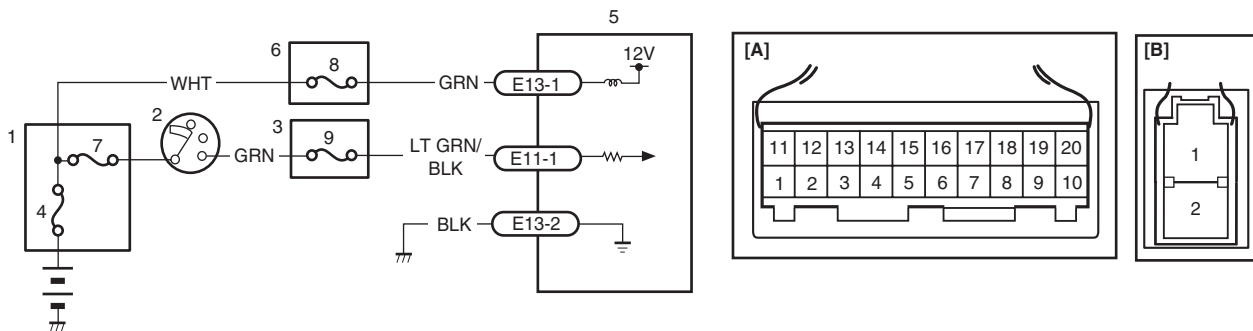 5
[A]
[B]
6
8
12V
WHT
GRN
E13-1
1
7
2
3
9
GRN
LT GRN/
BLK
E11-1
4
BLK
E13-2
11 12 13 14 15 16 17 18 19 20
1 2 3 4 5 6 7 8 9 10
1
2